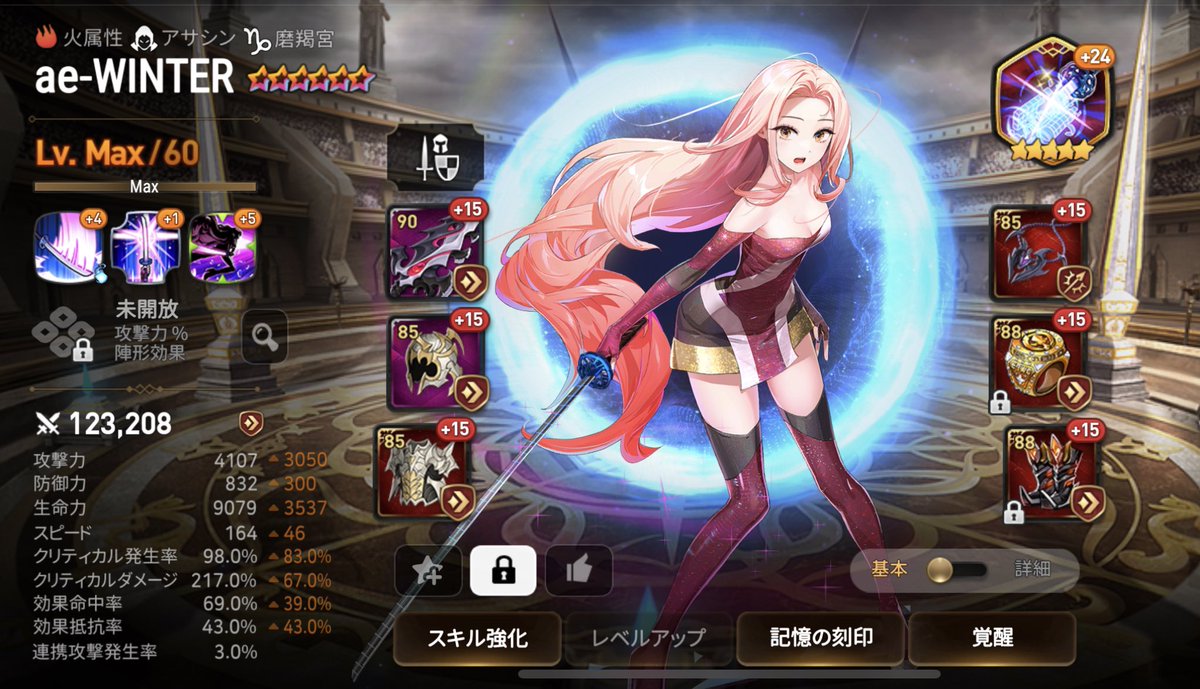 火属性 アサシン 磨羯宮
ae-WINTER
Lv. Max/60
Max
+4 +1 +5
未開放
攻撃力%
陣形効果
123,208
攻撃力 4107 3050
防御力 832 300
生命力 9079 3537
スピード 164 46
クリティカル発生率 98.0% 83.0%
クリティカルダメージ 217.0% 67.0%
効果命中率 69.0% 39.0%
効果抵抗率 43.0% 43.0%
連携攻撃発生率 3.0%
90 +15
85 +15
85 +15
+24
85 +15
88 +15
88 +15
基本 詳細
スキル強化 レベルアップ 記憶の刻印 覚醒